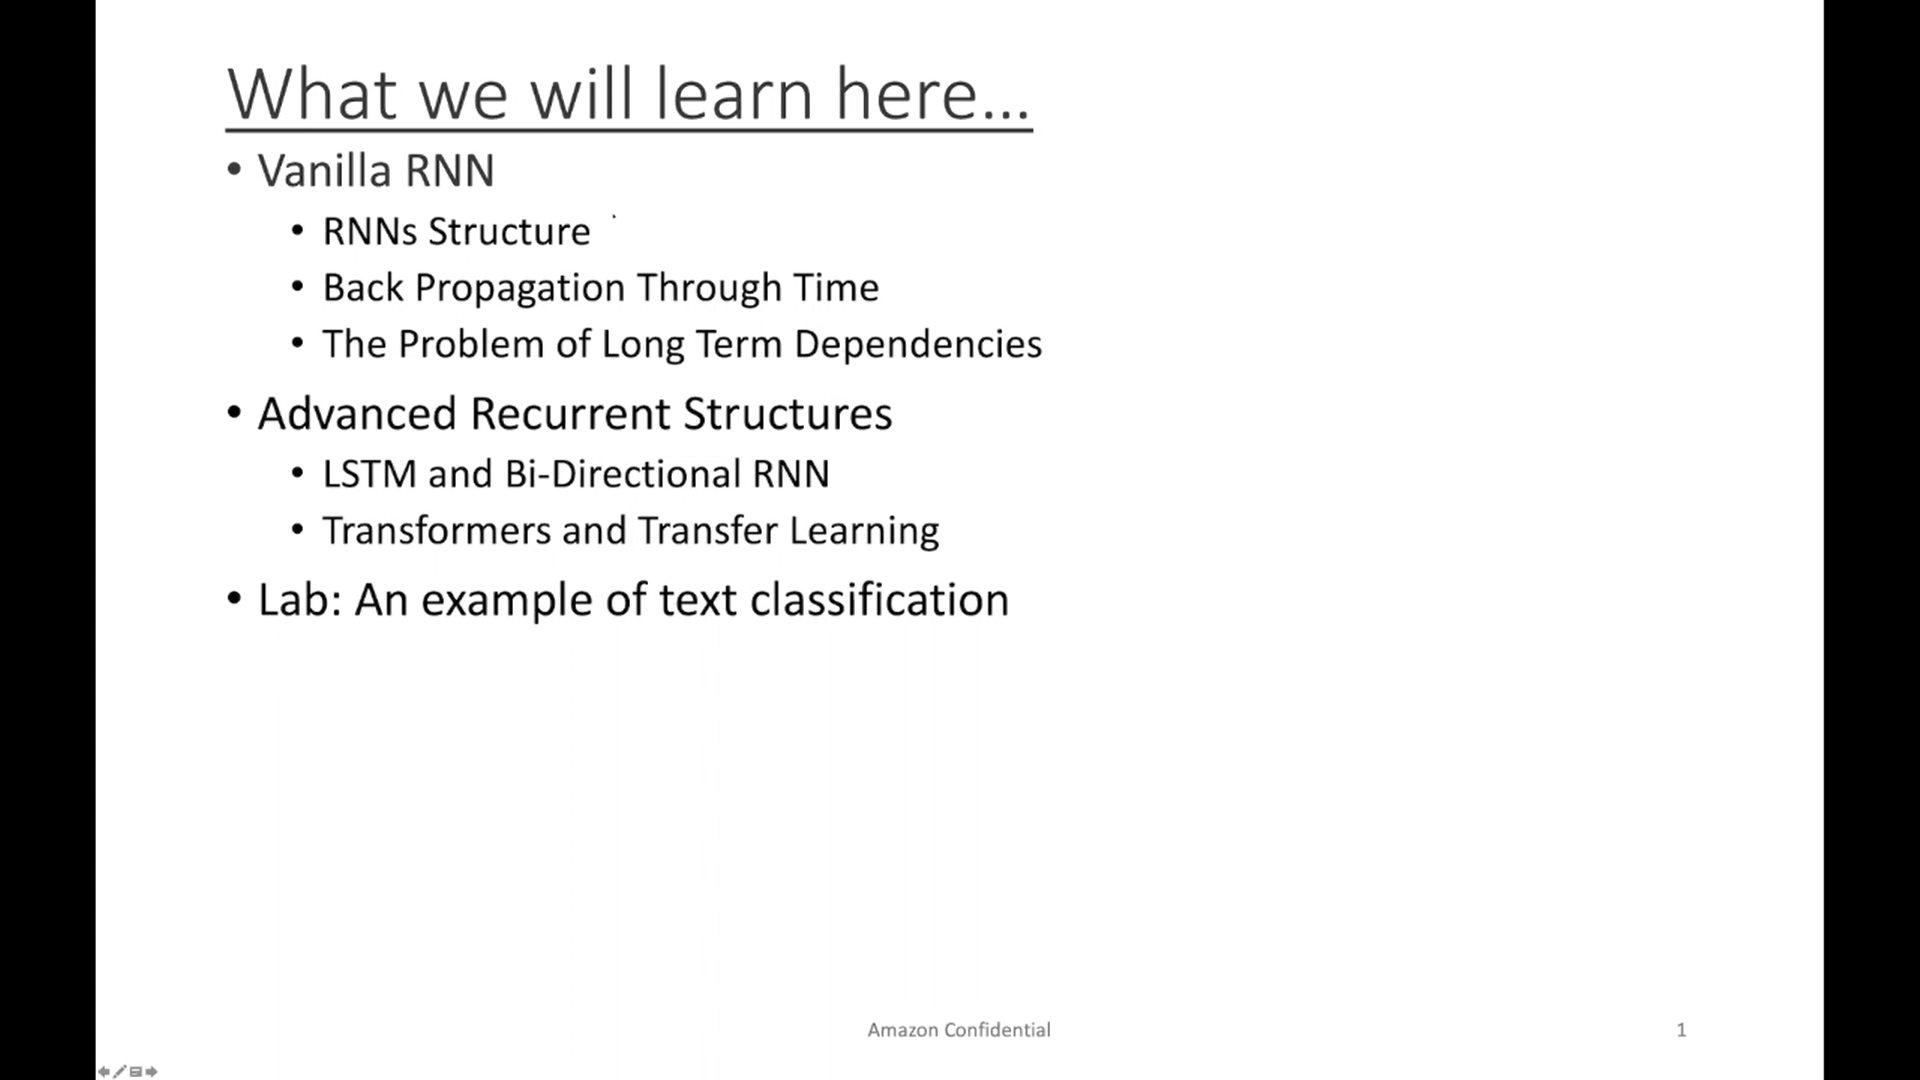 What we will learn here...
• Vanilla RNN
• RNNs Structure
• Back Propagation Through Time
• The Problem of Long Term Dependencies
• Advanced Recurrent Structures
• LSTM and Bi-Directional RNN
• Transformers and Transfer Learning
• Lab: An example of text classification
Amazon Confidential
1